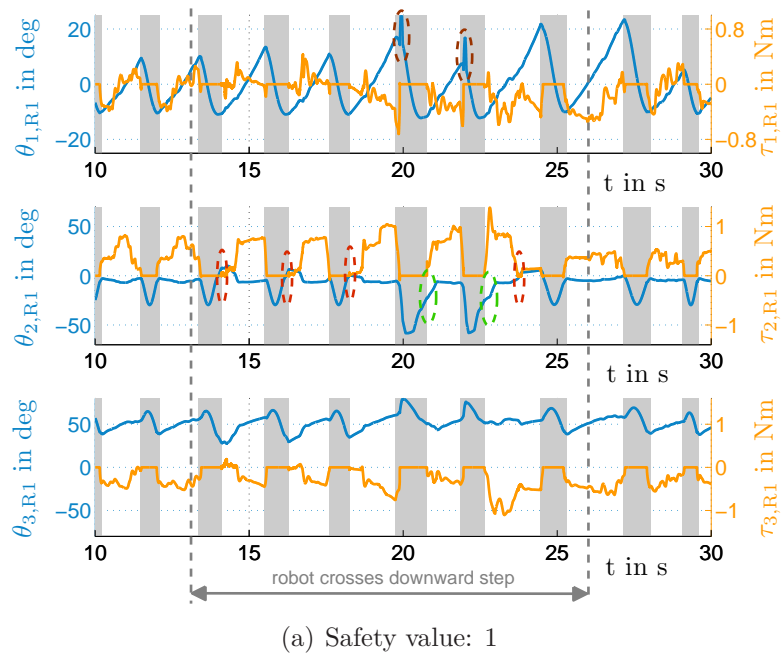 θ1,R1 in deg
20
0
−20
0.8
0
−0.8
τ1,R1 in Nm
10 15 20 25 30
t in s
θ2,R1 in deg
50
0
−50
1
0
−1
τ2,R1 in Nm
10 15 20 25 30
t in s
θ3,R1 in deg
50
0
−50
1
0
−1
τ3,R1 in Nm
10 15 20 25 30
t in s
robot crosses downward step
(a) Safety value: 1